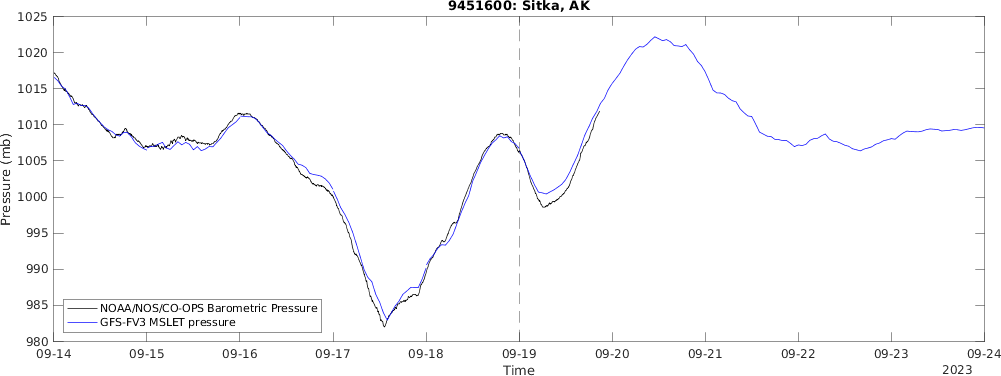 9451600: Sitka, AK
1025
1020
1015
1010
1005
1000
995
990
985
980
Pressure (mb)
NOAA/NOS/CO-OPS Barometric Pressure
GFS-FV3 MSLET pressure
09-14 09-15 09-16 09-17 09-18 09-19 09-20 09-21 09-22 09-23 09-24
Time
2023